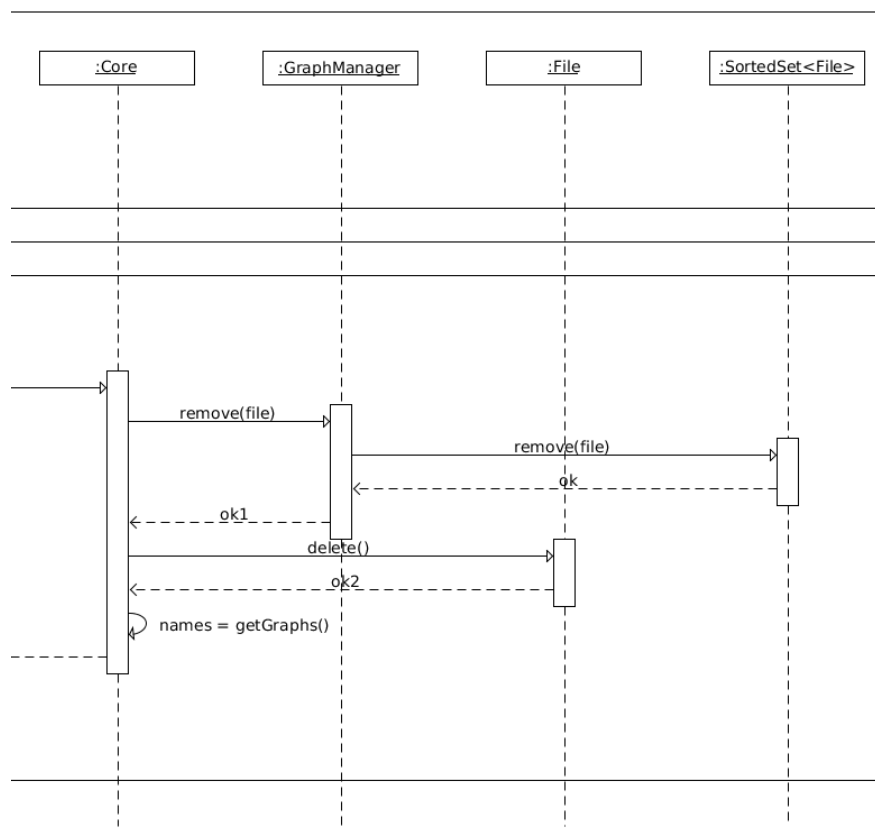 :Core
:GraphManager
:File
:SortedSet<File>
remove(file)
remove(file)
ok
ok1
delete()
ok2
names = getGraphs()